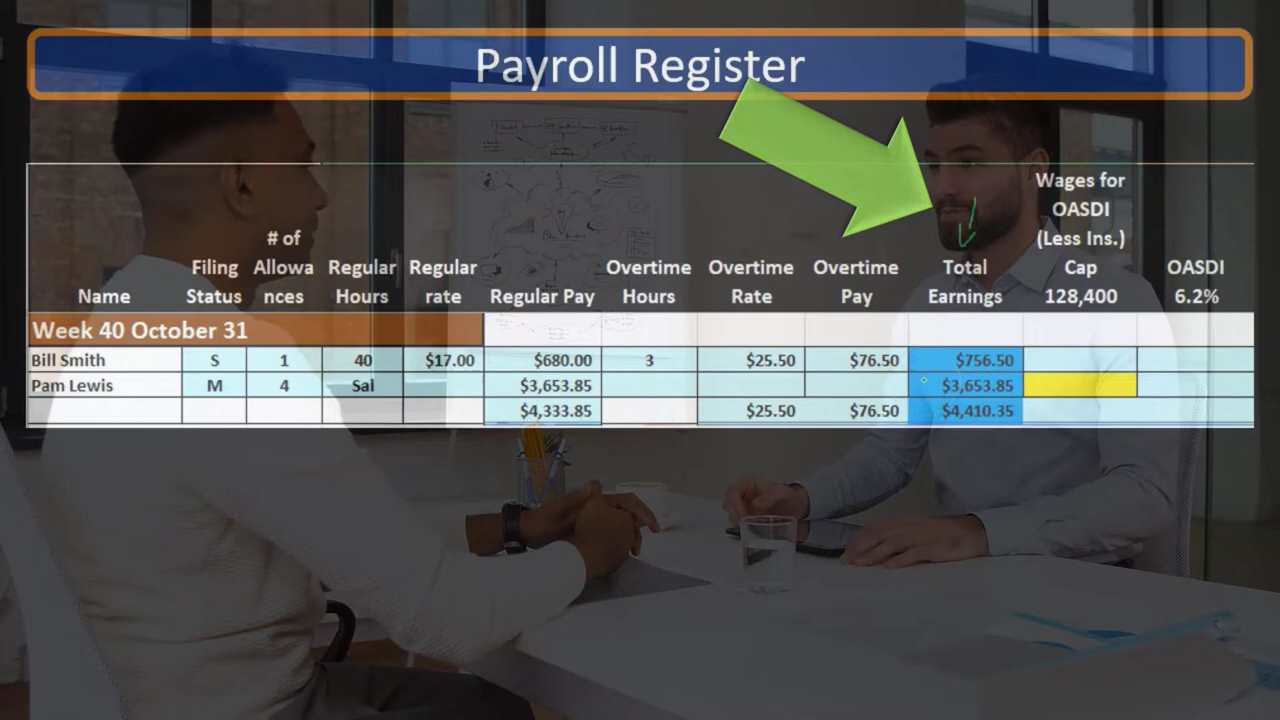 Payroll Register
Name Filing Status # of Allowa nces Regular Hours Regular rate Regular Pay Overtime Hours Overtime Rate Overtime Pay Total Earnings Wages for OASDI (Less Ins.) Cap 128,400 OASDI 6.2%
Week 40 October 31
Bill Smith S 1 40 $17.00 $680.00 3 $25.50 $76.50 $756.50
Pam Lewis M 4 Sal $3,653.85 $3,653.85
$4,333.85 $25.50 $76.50 $4,410.35